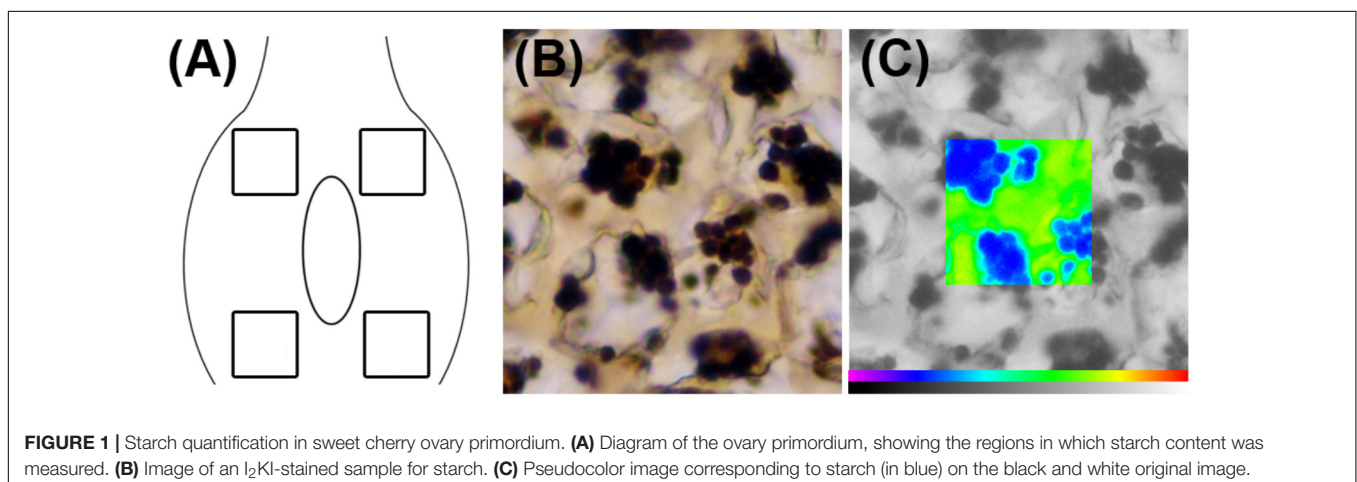 (A)
(B)
(C)
FIGURE 1 | Starch quantification in sweet cherry ovary primordium. (A) Diagram of the ovary primordium, showing the regions in which starch content was
measured. (B) Image of an I₂KI-stained sample for starch. (C) Pseudocolor image corresponding to starch (in blue) on the black and white original image.